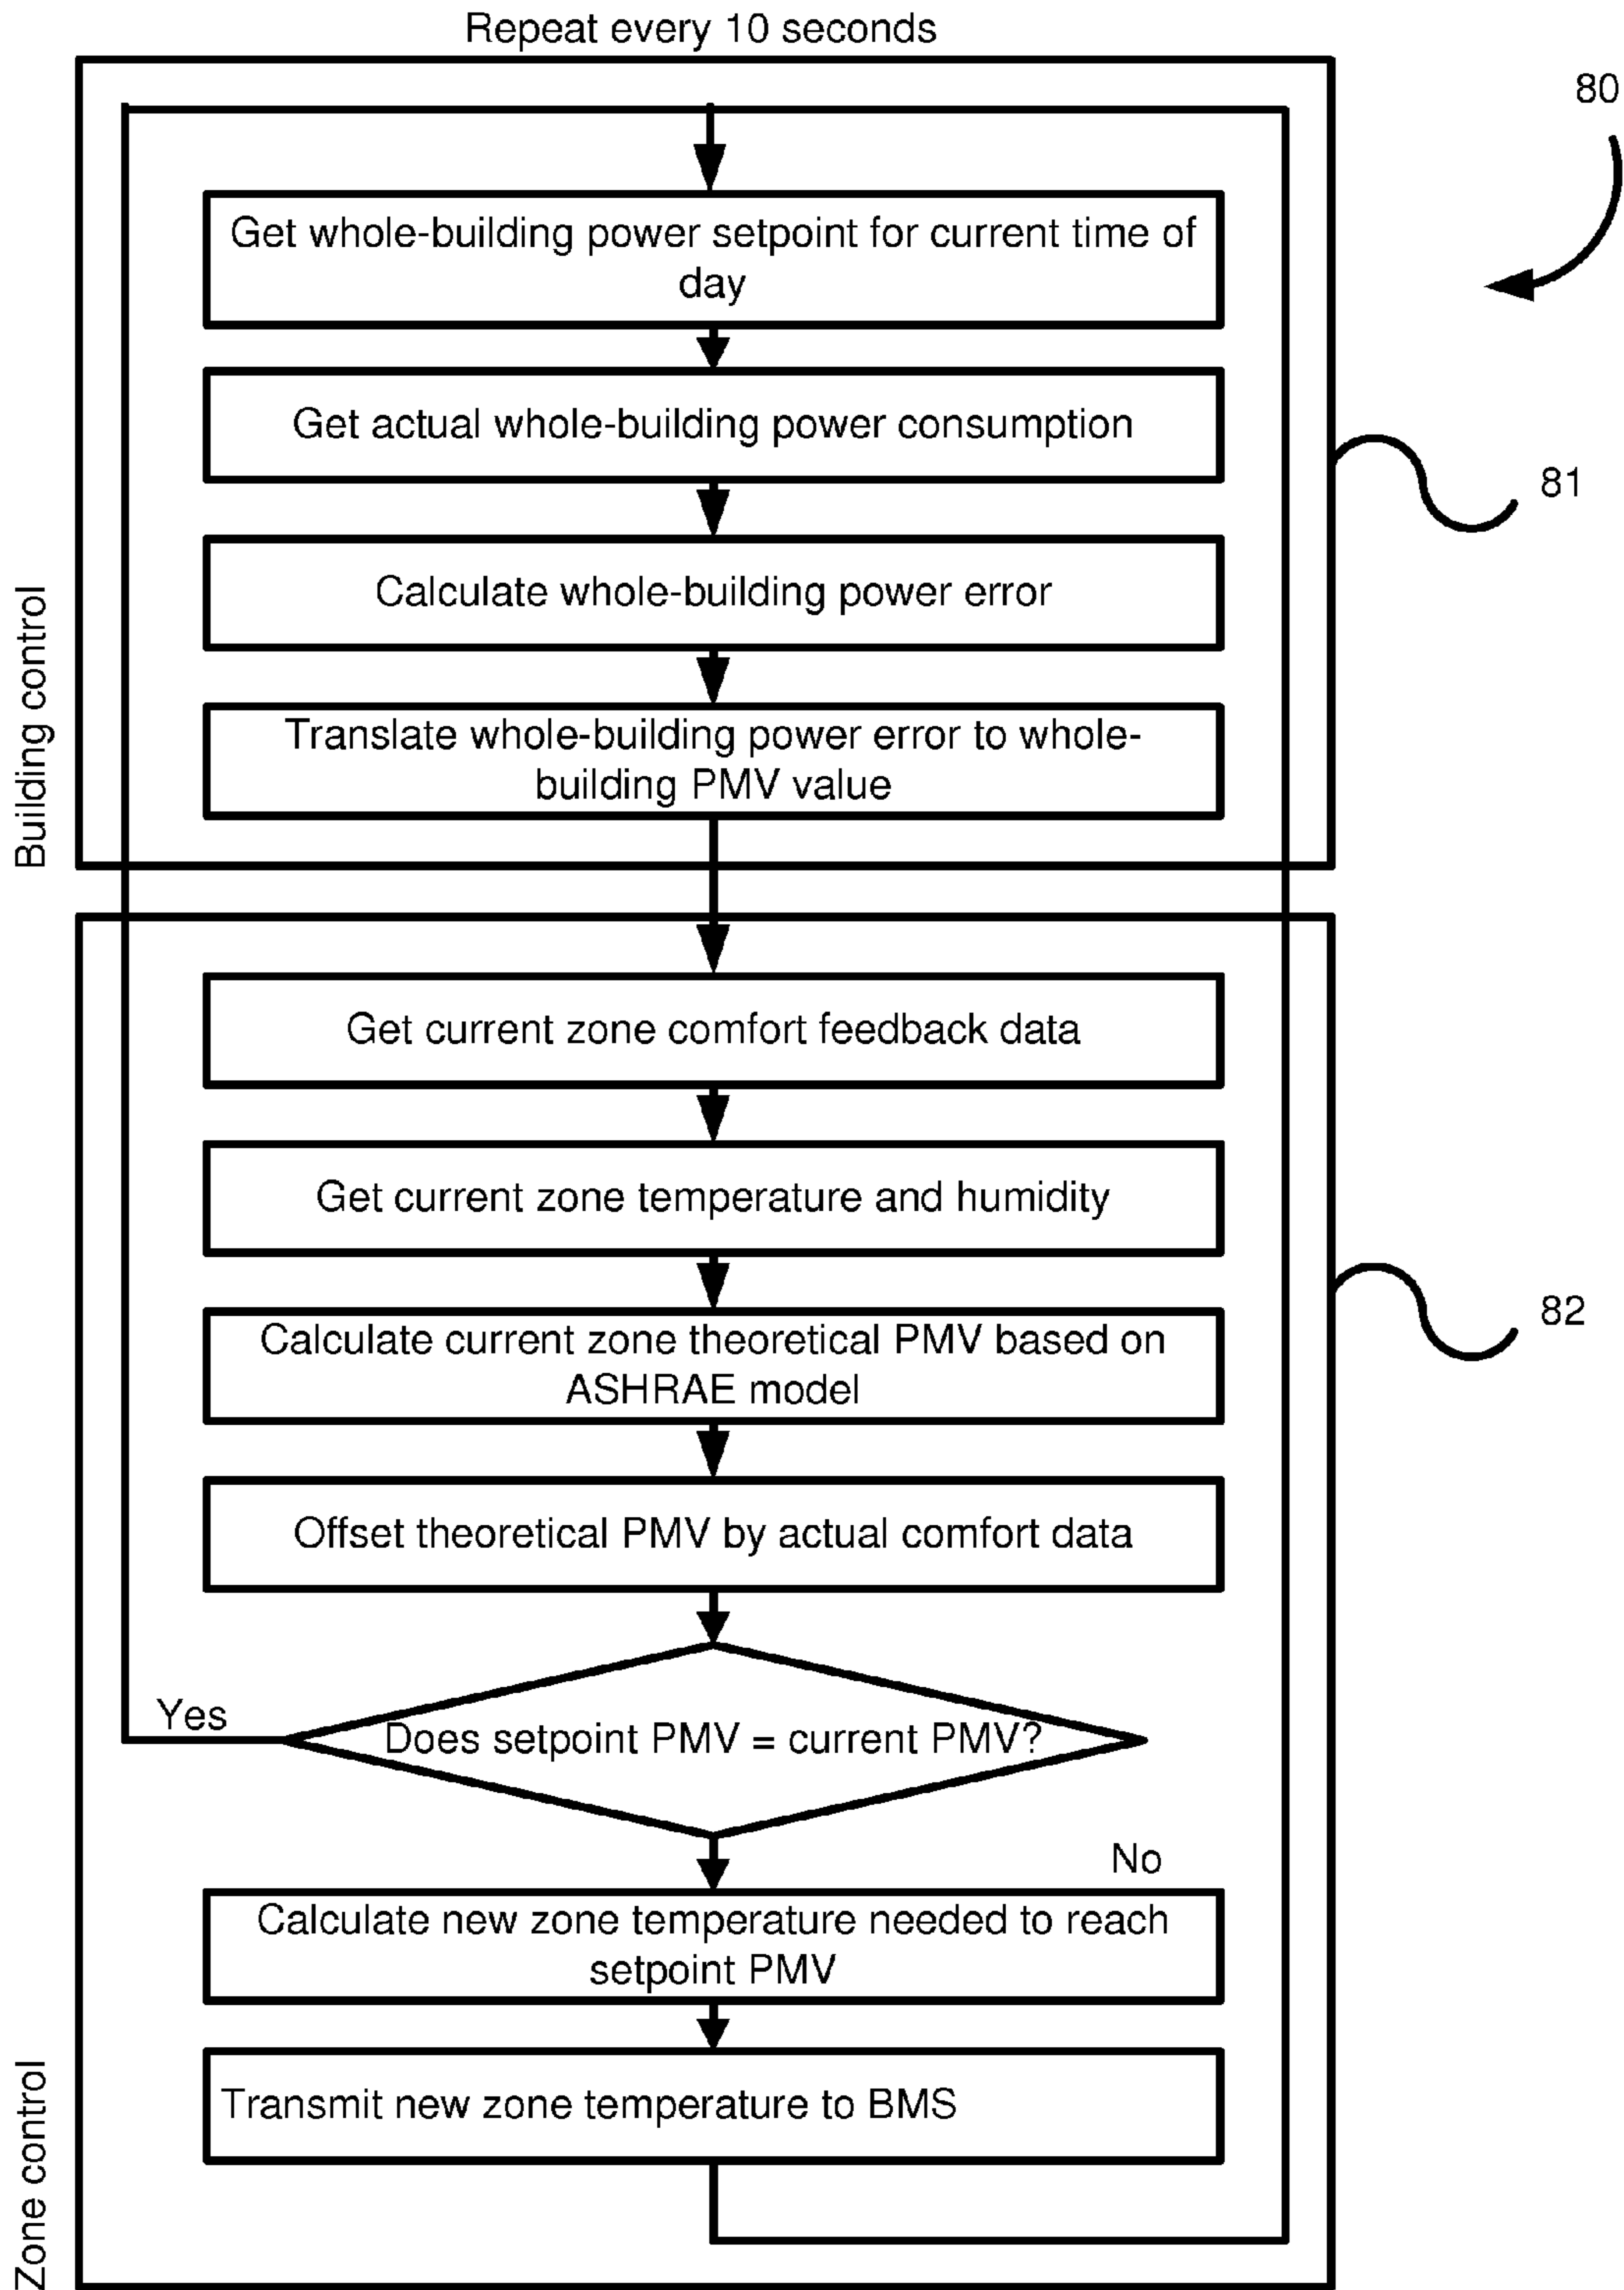 Repeat every 10 seconds
80
Get whole-building power setpoint for current time of
day
Get actual whole-building power consumption
81
Calculate whole-building power error
Building control
Translate whole-building power error to whole-
building PMV value
Get current zone comfort feedback data
Get current zone temperature and humidity
82
Calculate current zone theoretical PMV based on
ASHRAE model
Offset theoretical PMV by actual comfort data
Yes
Does setpoint PMV = current PMV?
No
Calculate new zone temperature needed to reach
setpoint PMV
Transmit new zone temperature to BMS
Zone control